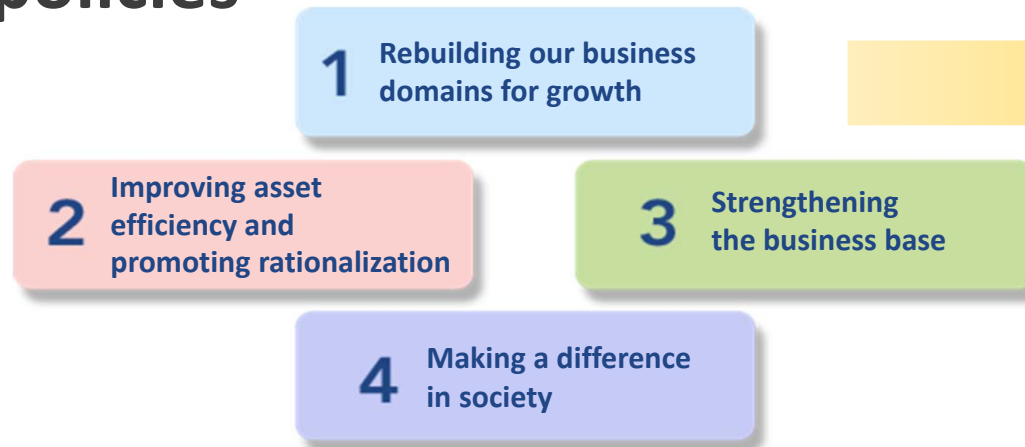 policies
1
Rebuilding our business
domains for growth
2
Improving asset
efficiency and
promoting rationalization
3
Strengthening
the business base
4
Making a difference
in society